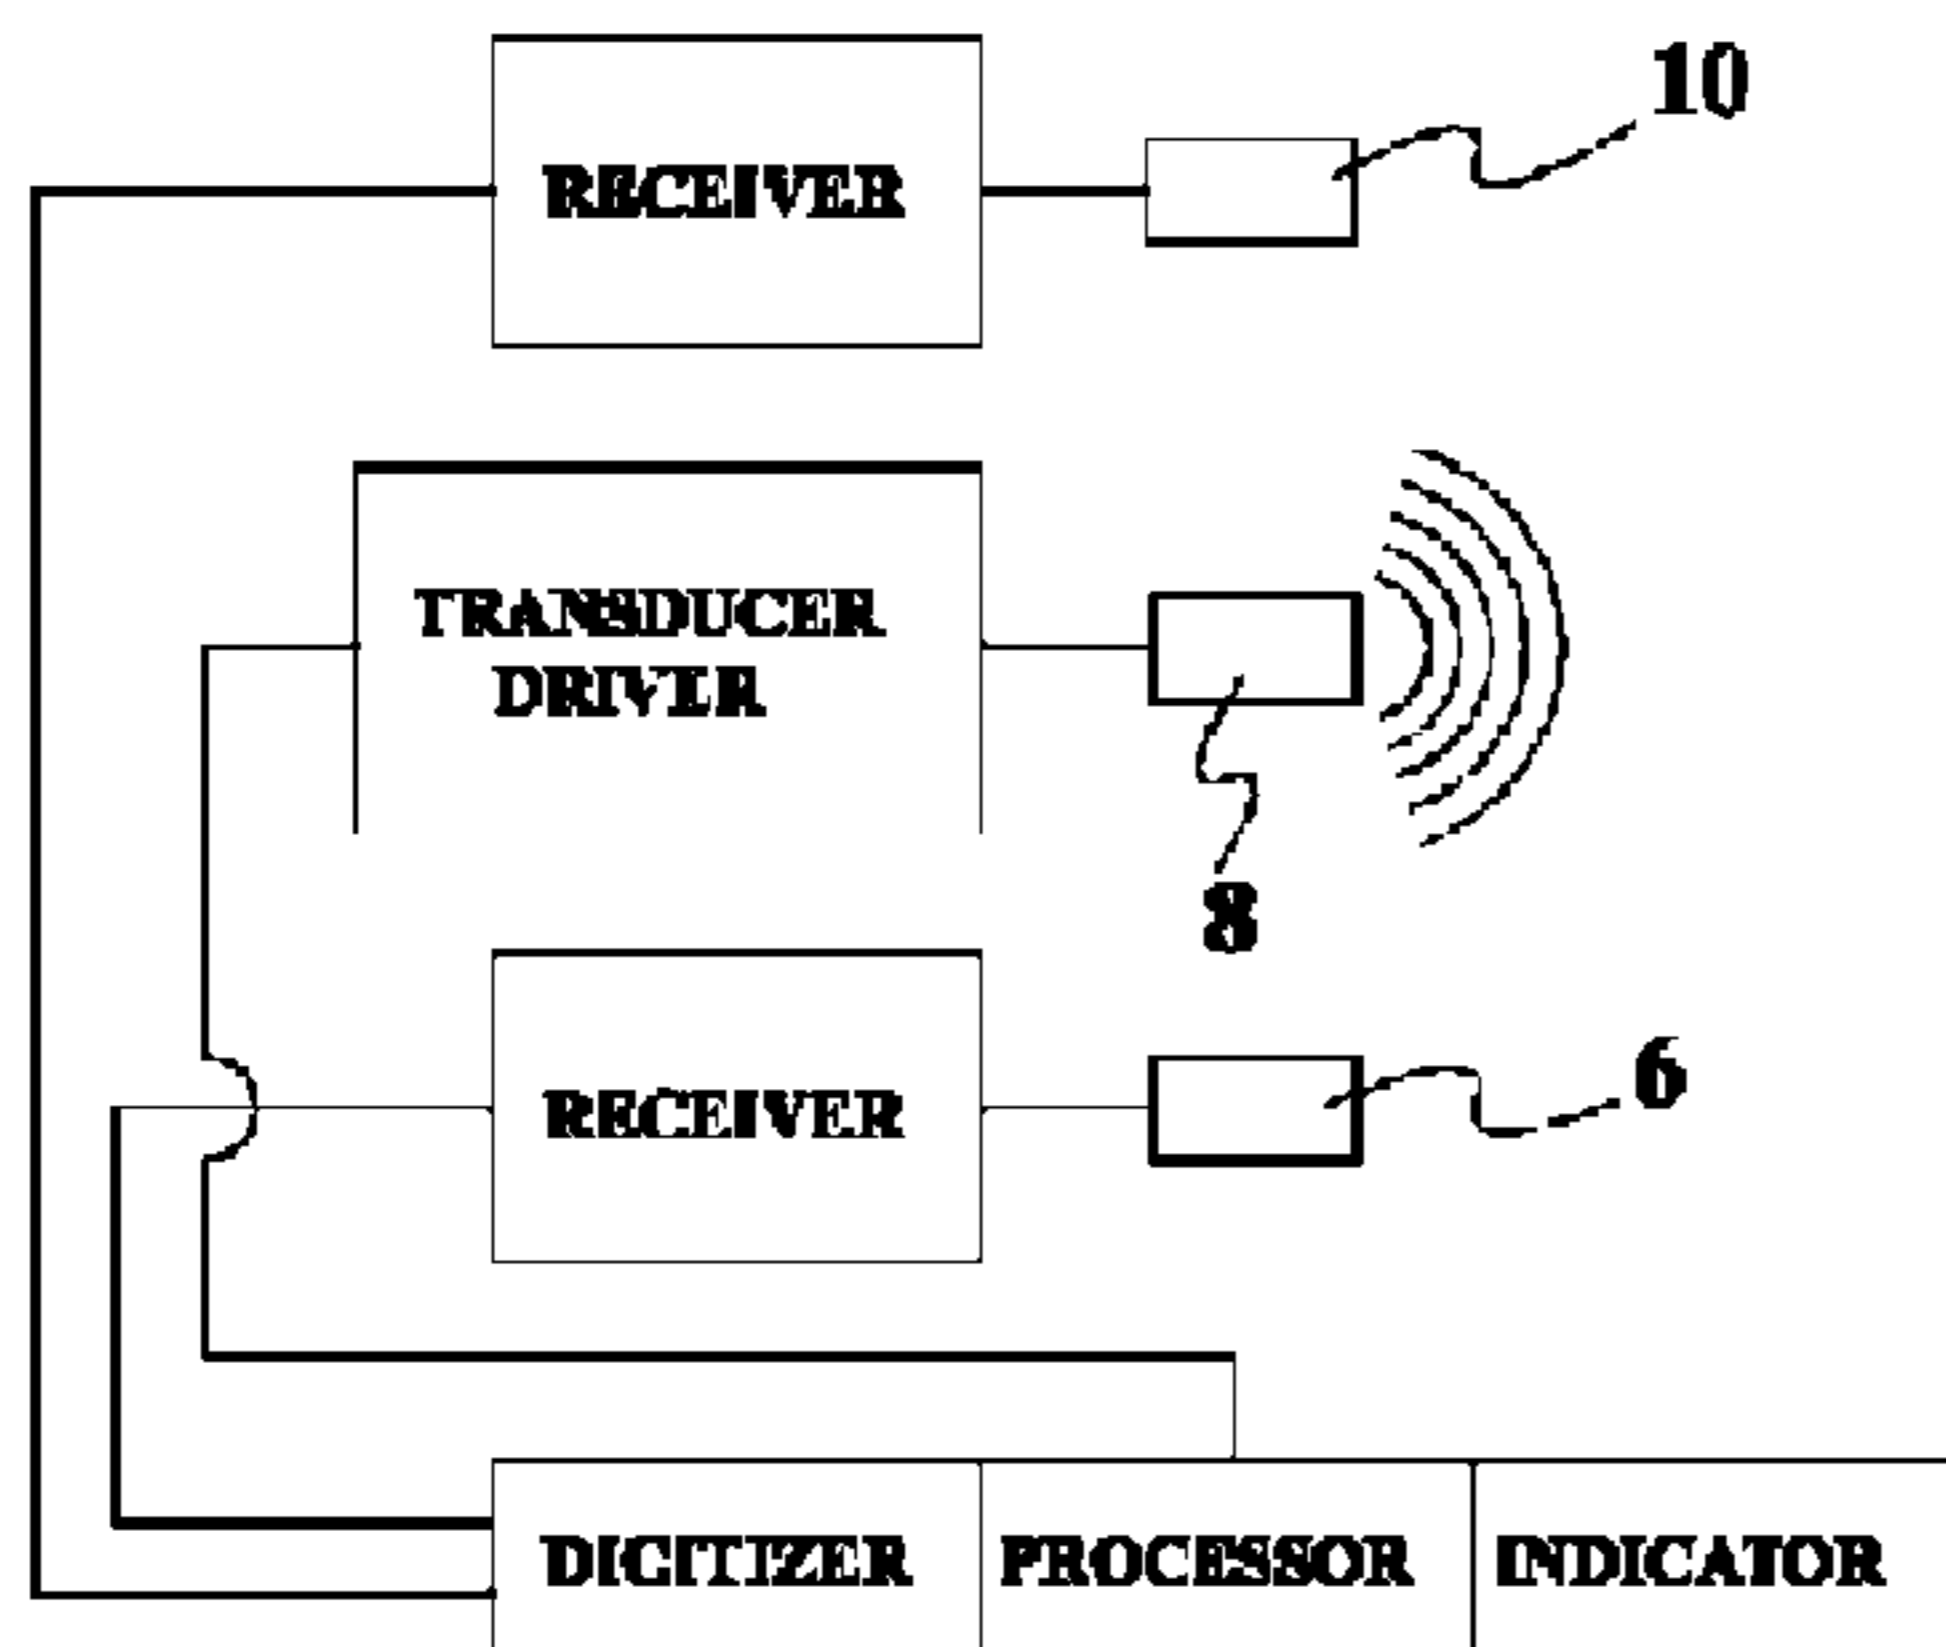 10
RECEIVER
TRANSDUCER
DRIVER
8
6
RECEIVER
DIGITIZER PROCESSOR INDICATOR